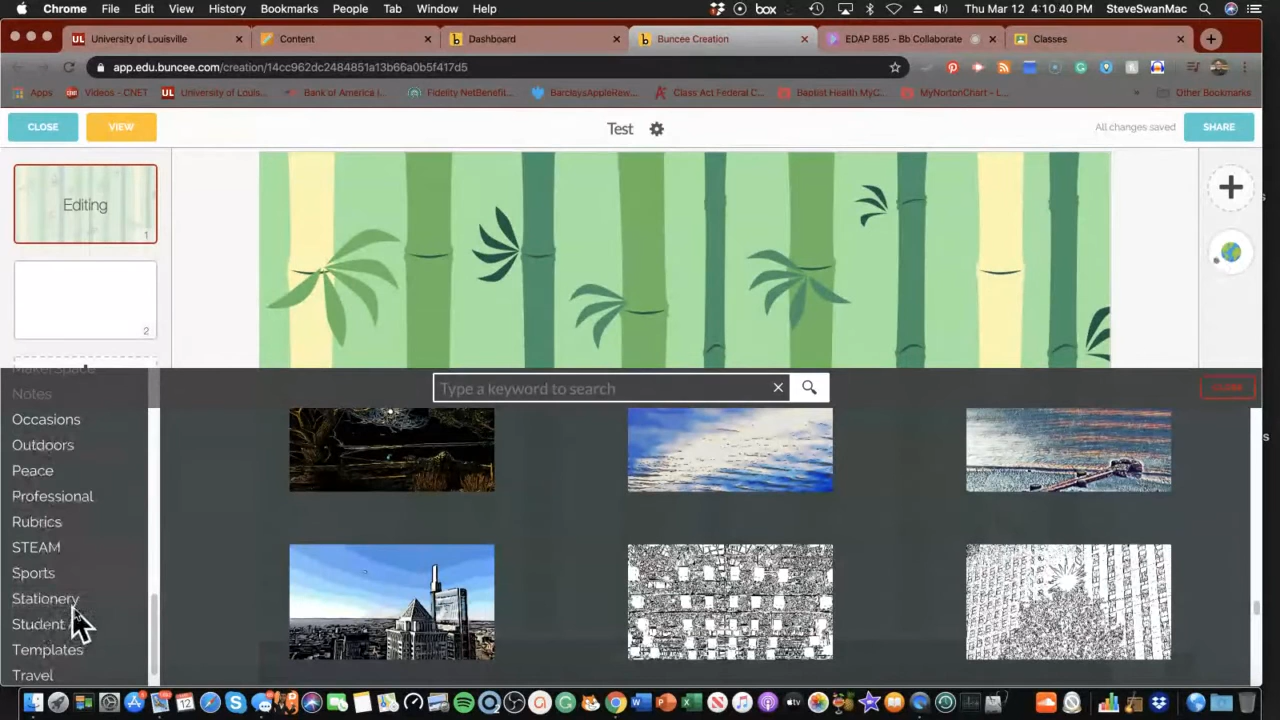 Chrome File Edit View History Bookmarks People Tab Window Help
box Thu Mar 12 4:10:40 PM SteveSwanMac
University of Louisville Content Dashboard Buncee Creation EDAP 585 - Bb Collaborate Classes
app.edu.buncee.com/creation/14cc962dc2484851a13b66a0b5f417d5
Apps Videos - CNET University of Louis... Bank of America |... Fidelity NetBenefit... BarclaysAppleRew... Class Act Federal C... Baptist Health MyC... MyNortonChart - L... » Other Bookmarks
CLOSE VIEW Test All changes saved SHARE
Editing
1
2
Makerspace
Type a keyword to search CLOSE
Notes
Occasions
Outdoors
Peace
Professional
Rubrics
STEAM
Sports
Stationery
Student
Templates
Travel